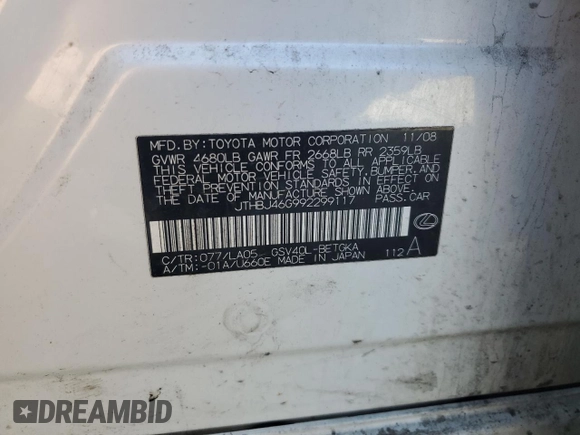 MFD.BY: TOYOTA MOTOR CORPORATION 11/08
GVWR 4680LB GAWR FR 2668LB RR 2359LB
THIS VEHICLE CONFORMS TO ALL APPLICABLE
FEDERAL MOTOR VEHICLE SAFETY, BUMPER, AND
THEFT PREVENTION STANDARDS IN EFFECT ON
THE DATE OF MANUFACTURE SHOWN ABOVE.
JTHBJ46G992299117 PASS.CAR
C/TR:077/LA05 GSV40L-BETGKA
A/TM:-01A/U660E MADE IN JAPAN 112 A
DREAMBID